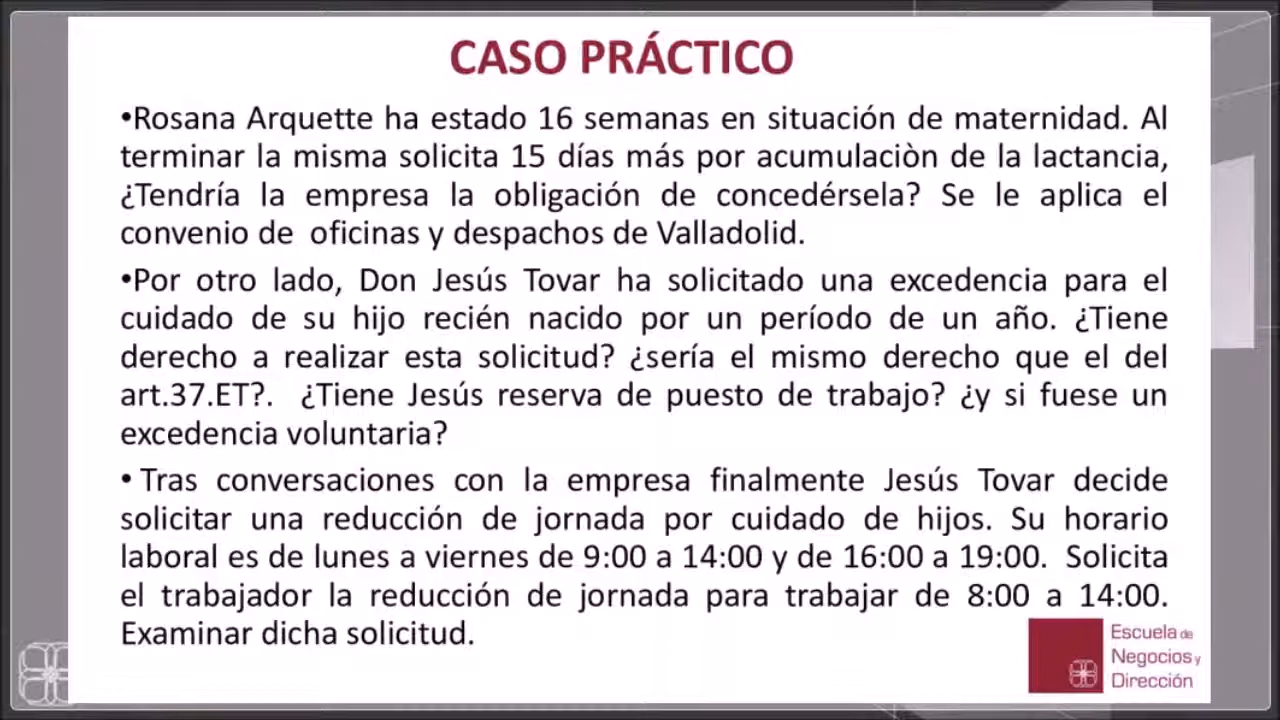 CASO PRÁCTICO
•Rosana Arquette ha estado 16 semanas en situación de maternidad. Al
terminar la misma solicita 15 días más por acumulaciòn de la lactancia,
¿Tendría la empresa la obligación de concedérsela? Se le aplica el
convenio de oficinas y despachos de Valladolid.
•Por otro lado, Don Jesús Tovar ha solicitado una excedencia para el
cuidado de su hijo recién nacido por un período de un año. ¿Tiene
derecho a realizar esta solicitud? ¿sería el mismo derecho que el del
art.37.ET?. ¿Tiene Jesús reserva de puesto de trabajo? ¿y si fuese un
excedencia voluntaria?
• Tras conversaciones con la empresa finalmente Jesús Tovar decide
solicitar una reducción de jornada por cuidado de hijos. Su horario
laboral es de lunes a viernes de 9:00 a 14:00 y de 16:00 a 19:00. Solicita
el trabajador la reducción de jornada para trabajar de 8:00 a 14:00.
Examinar dicha solicitud.
Escuela de
Negocios y
Dirección